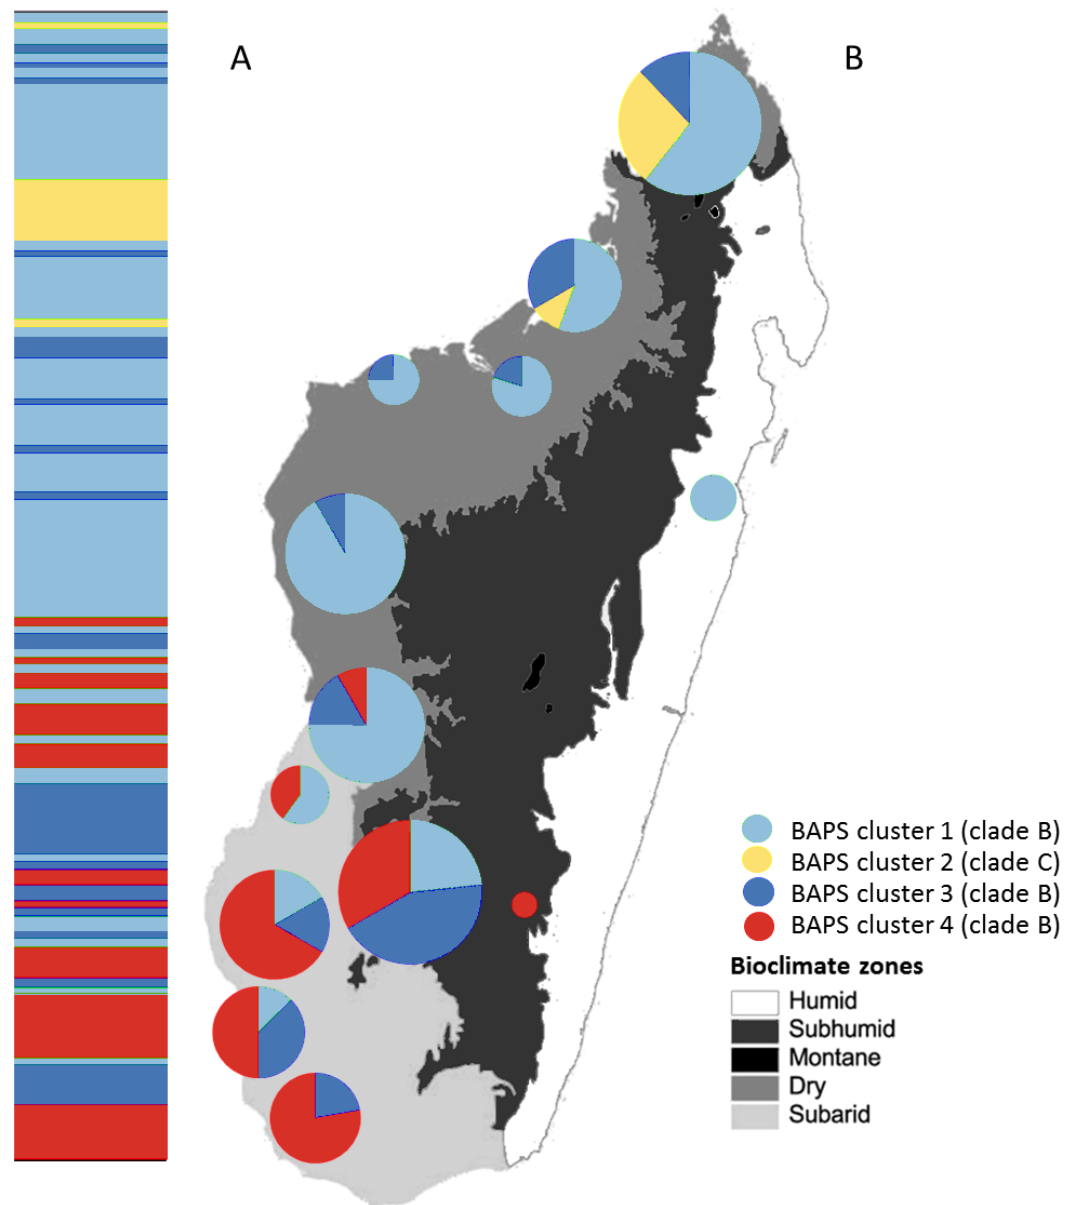 A
B
BAPS cluster 1 (clade B)
BAPS cluster 2 (clade C)
BAPS cluster 3 (clade B)
BAPS cluster 4 (clade B)
Bioclimate zones
Humid
Subhumid
Montane
Dry
Subarid